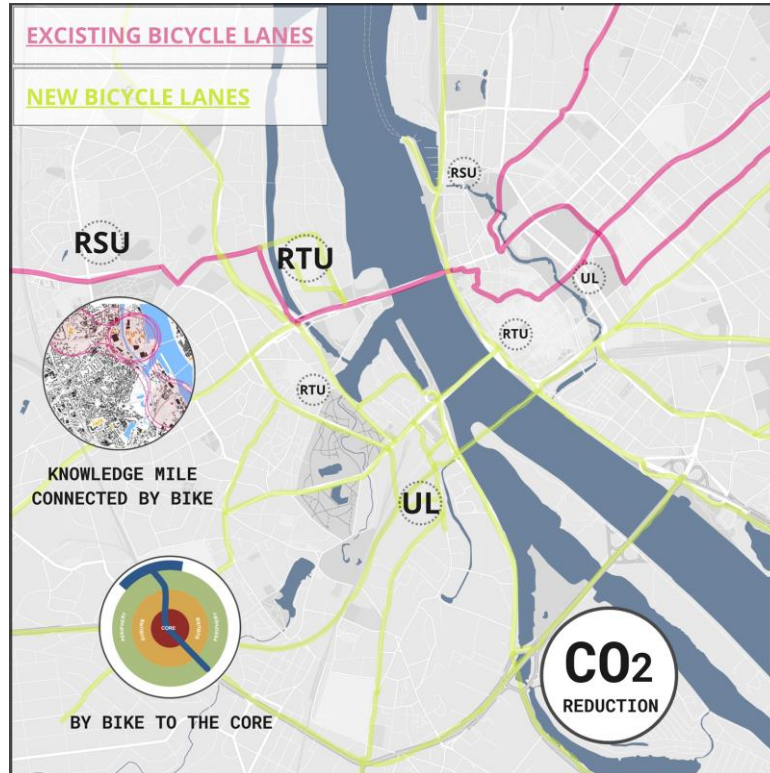 EXCISTING BICYCLE LANES
NEW BICYCLE LANES
RSU
RSU
RTU
UL
RTU
RTU
KNOWLEDGE MILE
CONNECTED BY BIKE
UL
CORE
CO2
REDUCTION
BY BIKE TO THE CORE